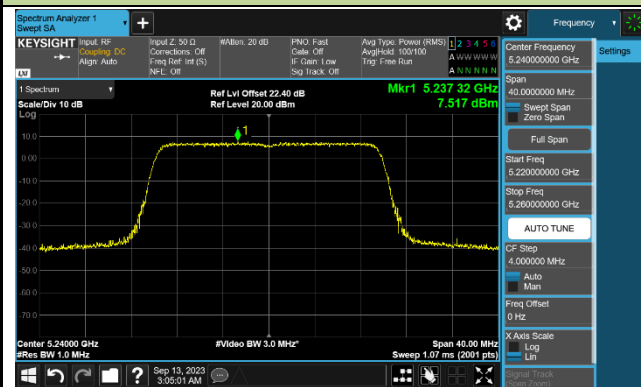 Spectrum Analyzer 1
Swept SA
+
Frequency
KEYSIGHT
Input: RF
Coupling: DC
Align: Auto
Input Z: 50 Ω
Corrections: Off
Freq Ref: Int (S)
NFE: Off
#Atten: 20 dB
PNO: Fast
Gate: Off
IF Gain: Low
Sig Track: Off
Avg Type: Power (RMS)
Avg|Hold: 100/100
Trig: Free Run
1 2 3 4 5 6
A W W W W W
A N N N N N
LXI
1 Spectrum
Scale/Div 10 dB
Log
Ref Lvl Offset 22.40 dB
Ref Level 20.00 dBm
Mkr1 5.237 32 GHz
7.517 dBm
1
10.0
0.00
-10.0
-20.0
-30.0
-40.0
-50.0
-60.0
-70.0
Center 5.24000 GHz
#Res BW 1.0 MHz
#Video BW 3.0 MHz*
Span 40.00 MHz
Sweep 1.07 ms (2001 pts)
Center Frequency
5.240000000 GHz
Settings
Span
40.0000000 MHz
Swept Span
Zero Span
Full Span
Start Freq
5.220000000 GHz
Stop Freq
5.260000000 GHz
AUTO TUNE
CF Step
4.000000 MHz
Auto
Man
Freq Offset
0 Hz
X Axis Scale
Log
Lin
Signal Track
(Span Zoom)
?
Sep 13, 2023
3:05:01 AM